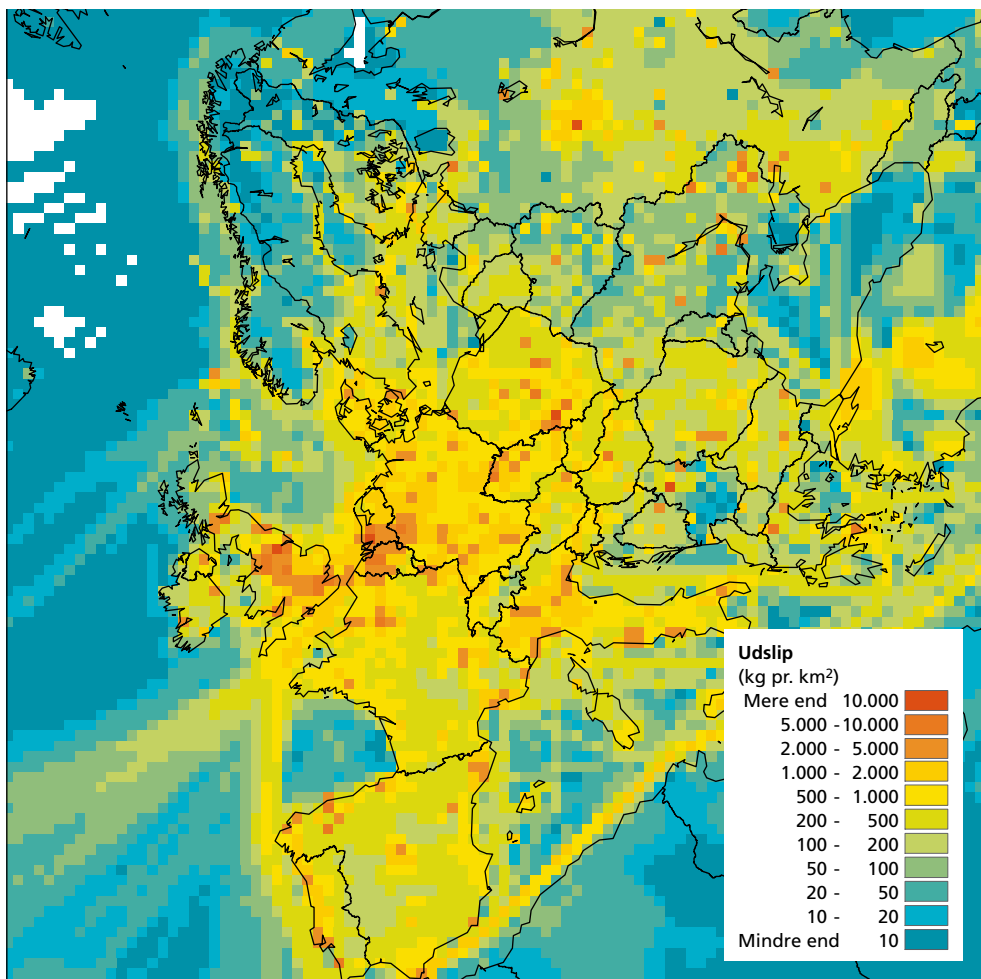 Udslip
(kg pr. km²)
Mere end 10.000
5.000 - 10.000
2.000 - 5.000
1.000 - 2.000
500 - 1.000
200 - 500
100 - 200
50 - 100
20 - 50
10 - 20
Mindre end 10